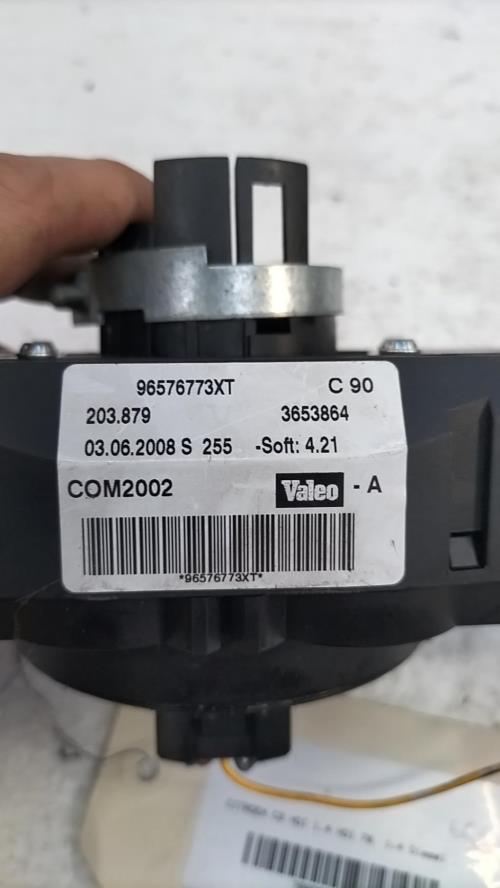 96576773XT C 90
203.879 3653864
03.06.2008 S 255 -Soft: 4.21
COM2002 Valeo - A
*96576773XT*